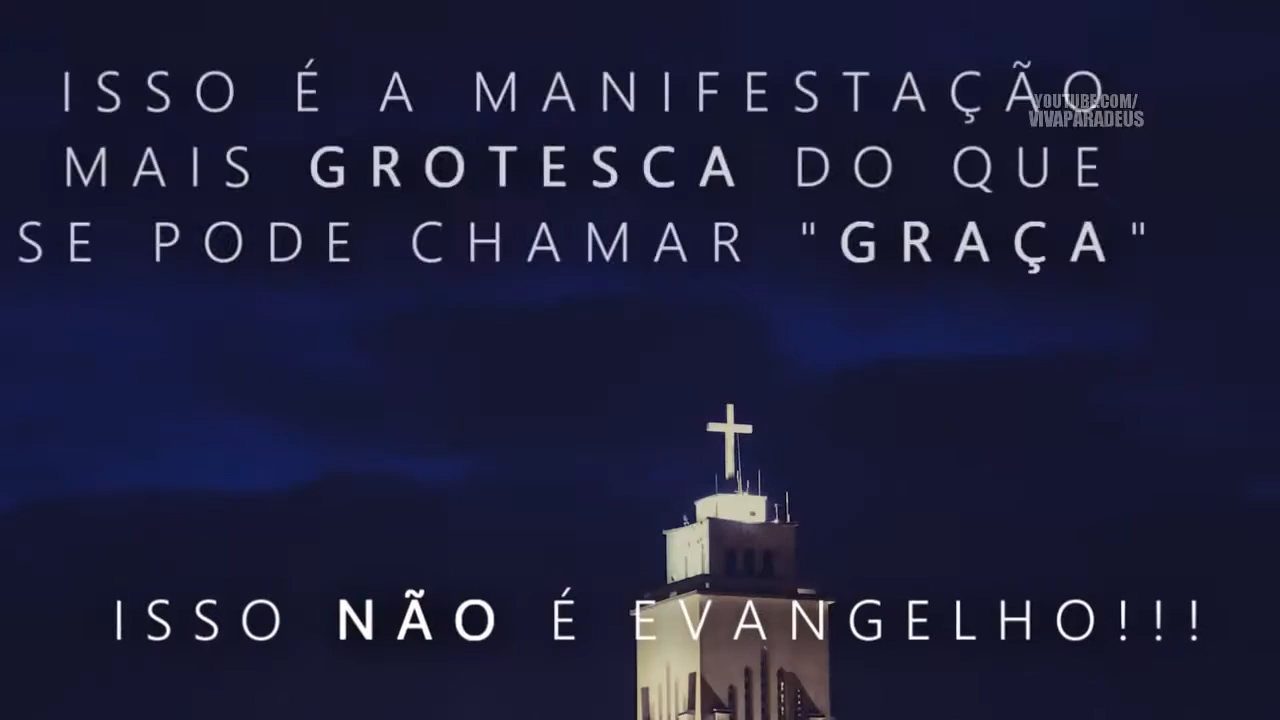 ISSO É A MANIFESTAÇÃO
YOUTUBE.COM/
VIVAPARADEUS
MAIS GROTESCA DO QUE
SE PODE CHAMAR "GRAÇA"
ISSO NÃO É EVANGELHO!!!